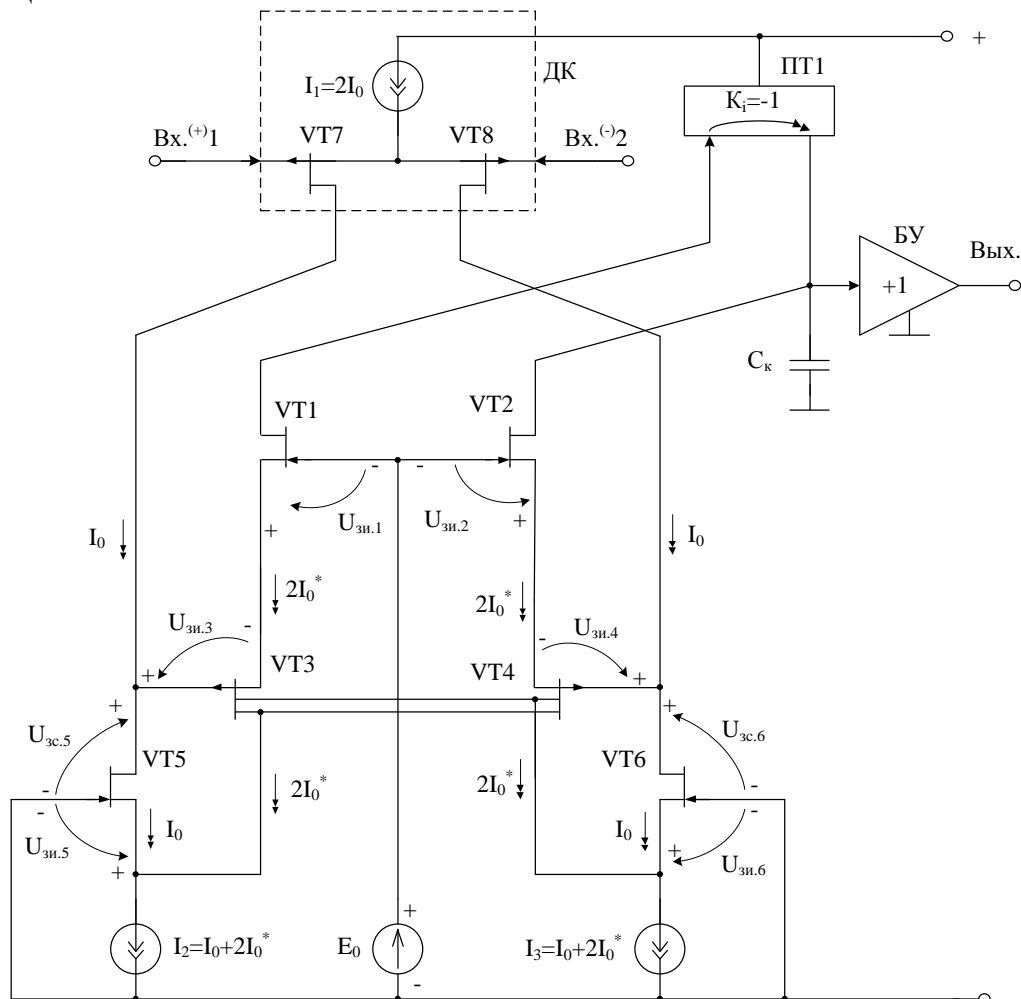 +
ПТ1
I₁=2I₀
ДК
Kᵢ=-1
Вх.⁽⁺⁾1
VT7
VT8
Вх.⁽⁻⁾2
БУ
Вых.
+1
Cк
VT1
VT2
- -
Uзи.1
Uзи.2
+ +
I₀
I₀
2I₀*
2I₀*
Uзи.3
-
-
Uзи.4
VT3
VT4
+
+
+
+
Uзс.5
Uзс.6
VT5
VT6
2I₀*
2I₀*
-
-
-
-
I₀
I₀
Uзи.5
Uзи.6
+
+
I₂=I₀+2I₀*
E₀
+
I₃=I₀+2I₀*
-